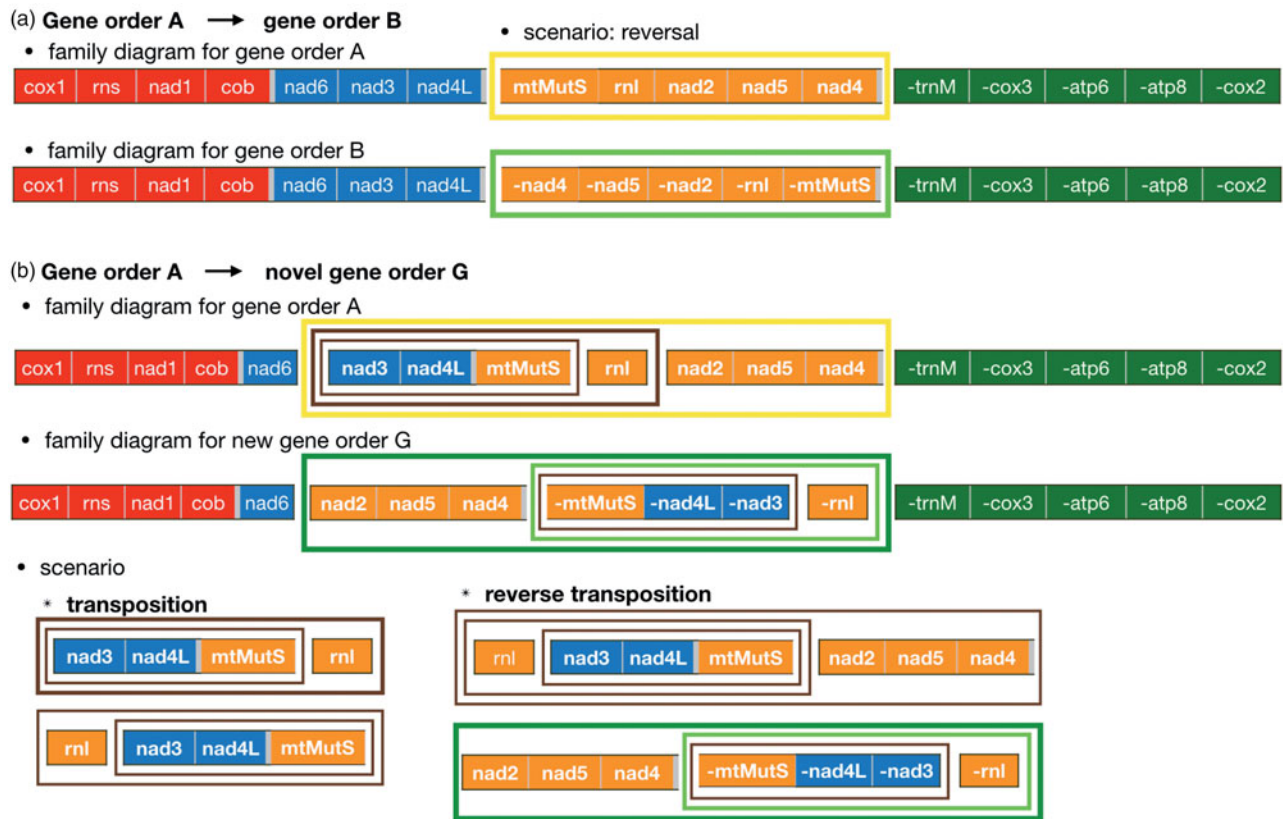 (a) Gene order A → gene order B
• scenario: reversal
• family diagram for gene order A
cox1 rns nad1 cob nad6 nad3 nad4L mtMutS rnl nad2 nad5 nad4 -trnM -cox3 -atp6 -atp8 -cox2
• family diagram for gene order B
cox1 rns nad1 cob nad6 nad3 nad4L -nad4 -nad5 -nad2 -rnl -mtMutS -trnM -cox3 -atp6 -atp8 -cox2
(b) Gene order A → novel gene order G
• family diagram for gene order A
cox1 rns nad1 cob nad6 nad3 nad4L mtMutS rnl nad2 nad5 nad4 -trnM -cox3 -atp6 -atp8 -cox2
• family diagram for new gene order G
cox1 rns nad1 cob nad6 nad2 nad5 nad4 -mtMutS -nad4L -nad3 -rnl -trnM -cox3 -atp6 -atp8 -cox2
• scenario
* transposition
nad3 nad4L mtMutS rnl
rnl nad3 nad4L mtMutS
* reverse transposition
rnl nad3 nad4L mtMutS nad2 nad5 nad4
nad2 nad5 nad4 -mtMutS -nad4L -nad3 -rnl